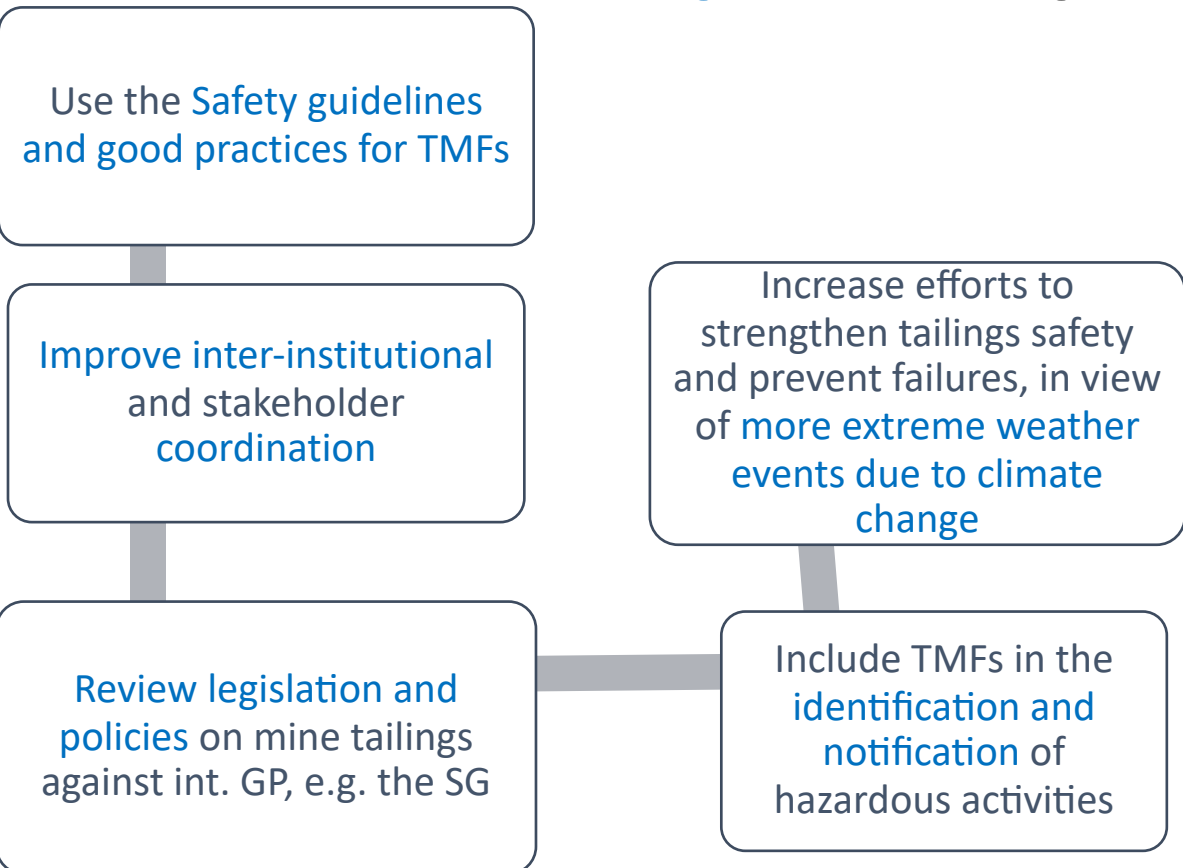 Use the Safety guidelines
and good practices for TMFs
Improve inter-institutional
and stakeholder
coordination
Review legislation and
policies on mine tailings
against int. GP, e.g. the SG
Include TMFs in the
identification and
notification of
hazardous activities
Increase efforts to
strengthen tailings safety
and prevent failures, in view
of more extreme weather
events due to climate
change